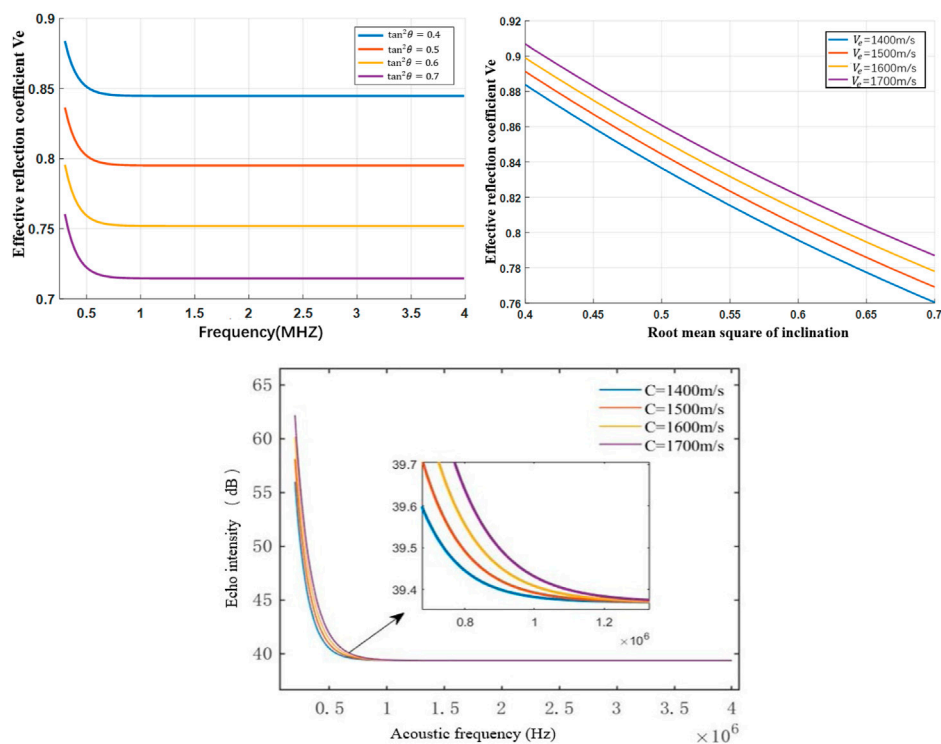 Effective reflection coefficient Ve
0.9
0.85
0.8
0.75
0.7
tan²θ = 0.4
tan²θ = 0.5
tan²θ = 0.6
tan²θ = 0.7
0.5 1 1.5 2 2.5 3 3.5 4
Frequency(MHZ)
Effective reflection coefficient Ve
0.92
0.9
0.88
0.86
0.84
0.82
0.8
0.78
0.76
Vₑ=1400m/s
Vₑ=1500m/s
Vₑ=1600m/s
Vₑ=1700m/s
0.4 0.45 0.5 0.55 0.6 0.65 0.7
Root mean square of inclination
Echo intensity ( dB)
65
60
55
50
45
40
C=1400m/s
C=1500m/s
C=1600m/s
C=1700m/s
39.7
39.6
39.5
39.4
0.8 1 1.2
×10⁶
0.5 1 1.5 2 2.5 3 3.5 4
Acoustic frequency (Hz)
×10⁶